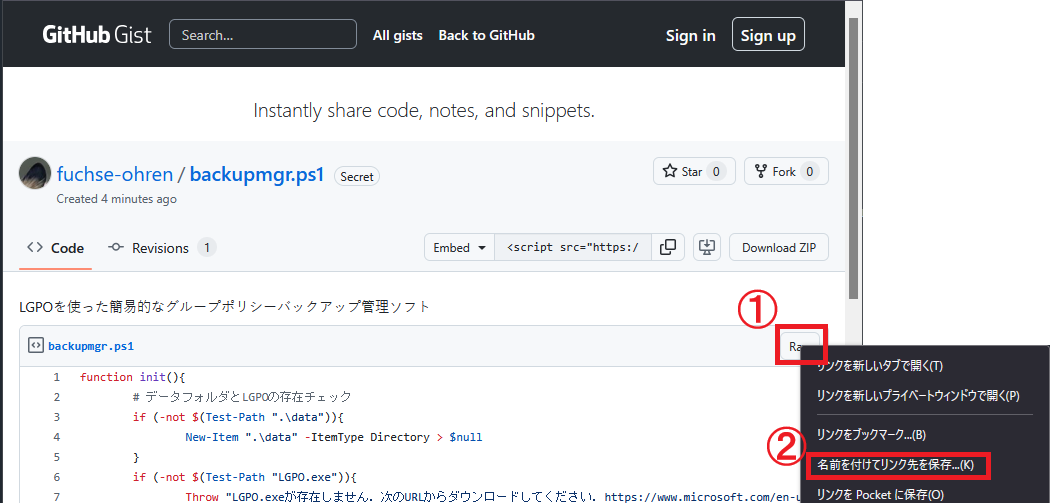 GitHub Gist Search... All gists Back to GitHub Sign in Sign up
Instantly share code, notes, and snippets.
fuchse-ohren / backupmgr.ps1 Secret
Star 0 Fork 0
Created 4 minutes ago
<> Code Revisions 1 Embed <script src="https:/ Download ZIP
LGPOを使った簡易的なグループポリシーバックアップ管理ソフト
①
backupmgr.ps1
1 function init(){
2 # データフォルダとLGPOの存在チェック
3 if (-not $(Test-Path ".\data")){
4 New-Item ".\data" -ItemType Directory > $null
5 }
6 if (-not $(Test-Path "LGPO.exe")){
7 Throw "LGPO.exeが存在しません．次のURLからダウンロードしてください．https://www.microsoft.com/en-u
リンクを新しいタブで開く(T)
リンクを新しいプライベートウィンドウで開く(P)
リンクをブックマーク...(B)
②
名前を付けてリンク先を保存...(K)
リンクを Pocket に保存(O)